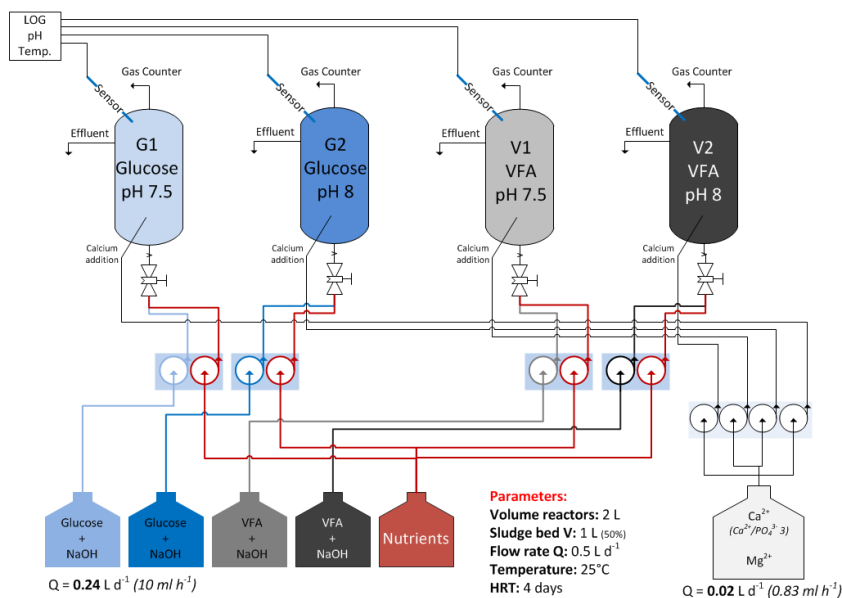 LOG
pH
Temp.
Gas Counter
Gas Counter
Gas Counter
Gas Counter
Sensor
Sensor
Sensor
Sensor
Effluent
Effluent
Effluent
Effluent
G1
Glucose
pH 7.5
G2
Glucose
pH 8
V1
VFA
pH 7.5
V2
VFA
pH 8
Calcium
addition
Calcium
addition
Calcium
addition
Calcium
addition
Glucose
+
NaOH
Glucose
+
NaOH
VFA
+
NaOH
VFA
+
NaOH
Nutrients
Q = 0.24 L d⁻¹ (10 ml h⁻¹)
Parameters:
Volume reactors: 2 L
Sludge bed V: 1 L (50%)
Flow rate Q: 0.5 L d⁻¹
Temperature: 25°C
HRT: 4 days
Ca²⁺
(Ca²⁺/PO₄³⁻ 3)
Mg²⁺
Q = 0.02 L d⁻¹ (0.83 ml h⁻¹)